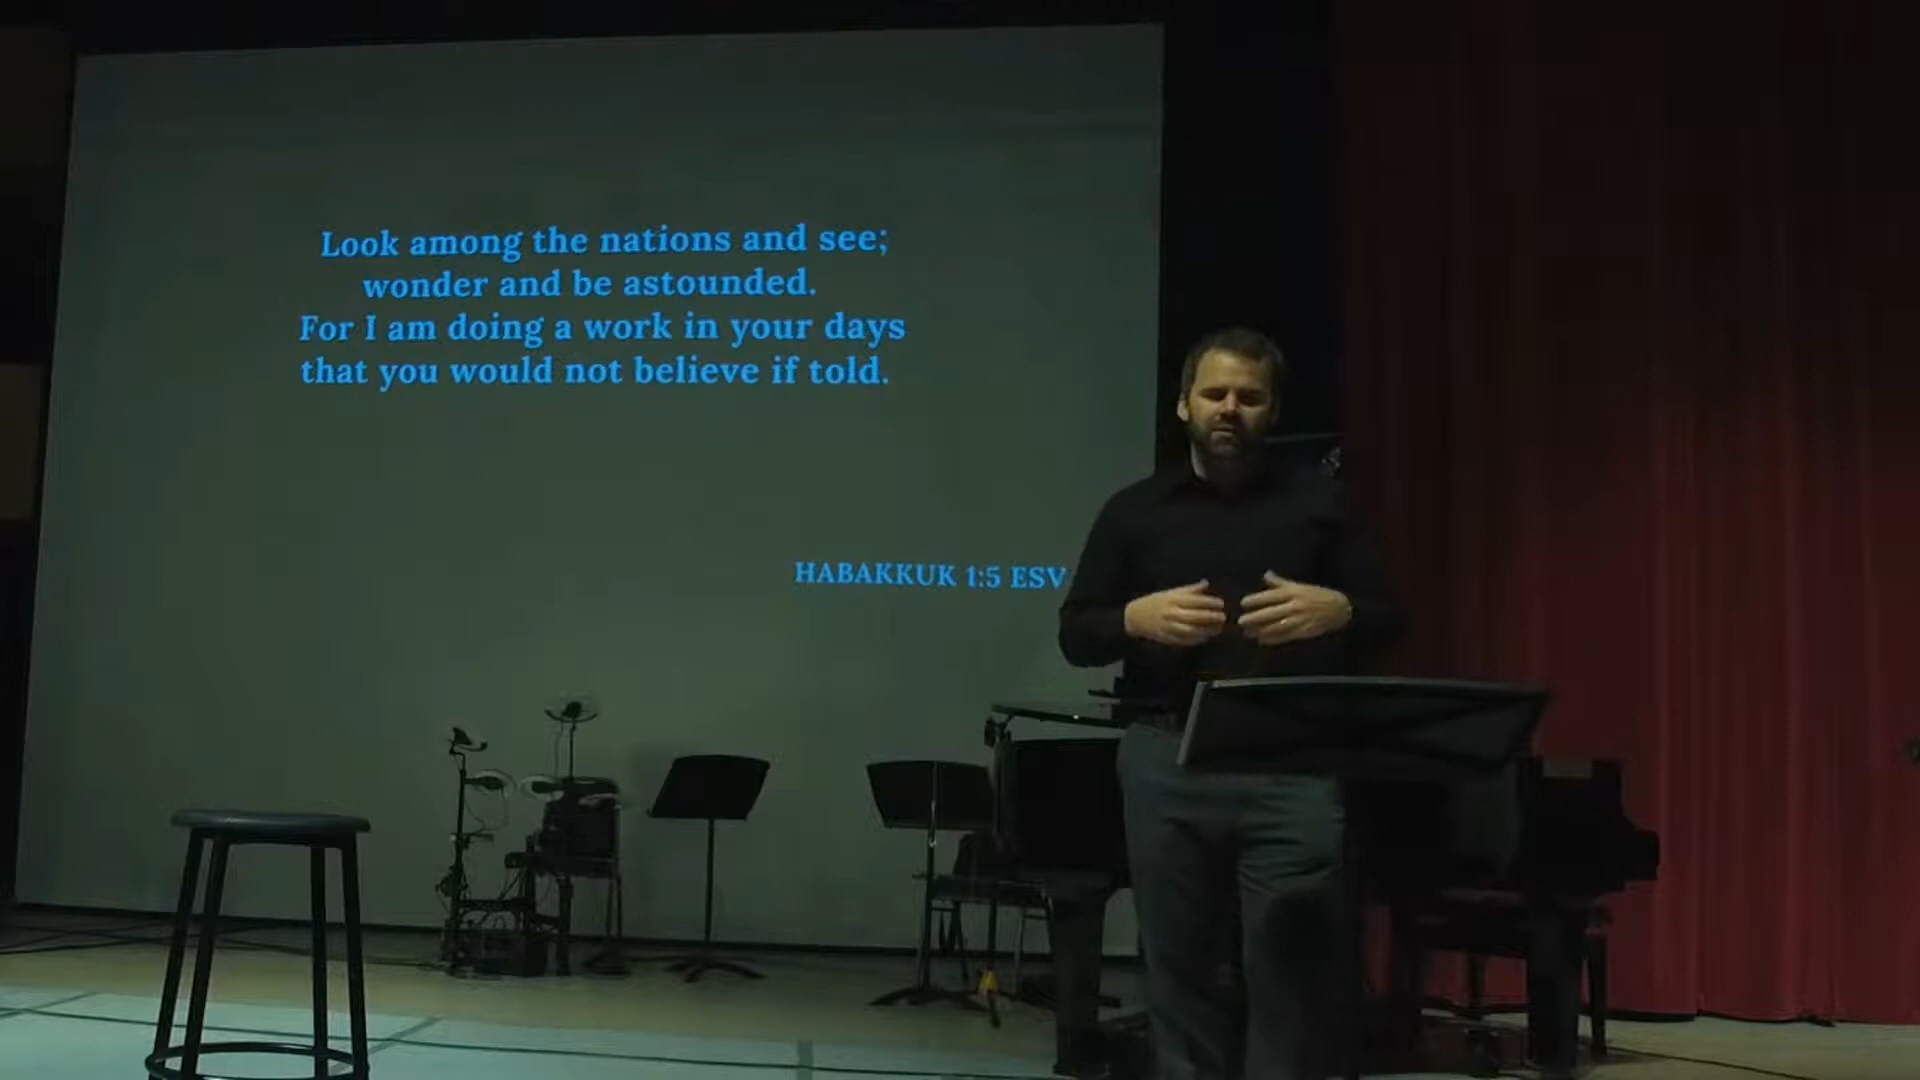 Look among the nations and see;
wonder and be astounded.
For I am doing a work in your days
that you would not believe if told.
HABAKKUK 1:5 ESV